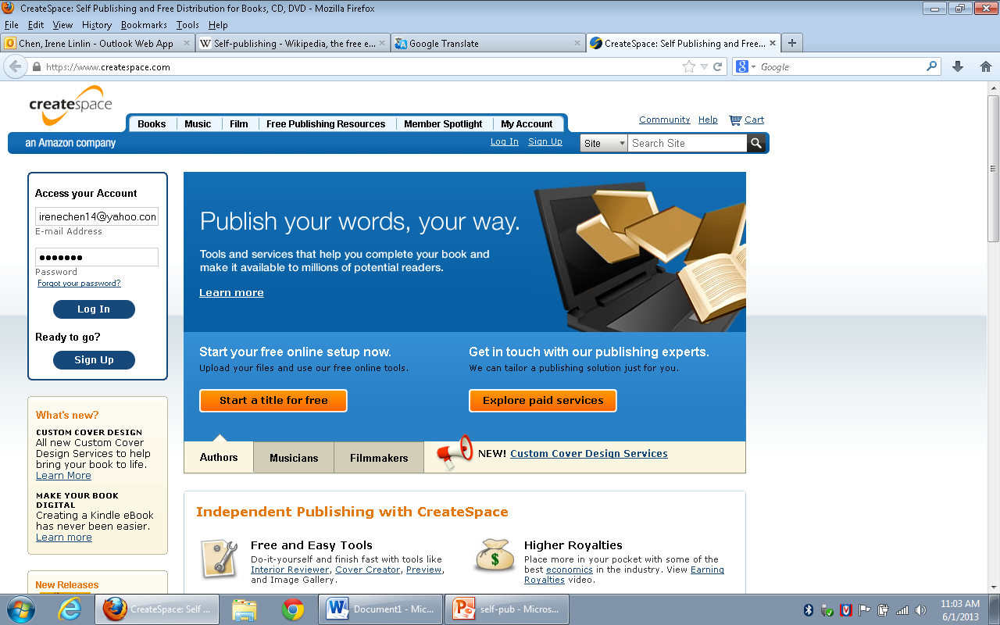 CreateSpace: Self Publishing and Free Distribution for Books, CD, DVD - Mozilla Firefox
File Edit View History Bookmarks Tools Help
Chen, Irene Linlin - Outlook Web App
Self-publishing - Wikipedia, the free e...
Google Translate
CreateSpace: Self Publishing and Free...
https://www.createspace.com
Google
createspace
Books Music Film Free Publishing Resources Member Spotlight My Account
Community Help Cart
an Amazon company
Log In Sign Up
Site
Search Site
Access your Account
irenechen14@yahoo.con
E-mail Address
Password
Forgot your password?
Log In
Ready to go?
Sign Up
Publish your words, your way.
Tools and services that help you complete your book and
make it available to millions of potential readers.
Learn more
Start your free online setup now.
Upload your files and use our free online tools.
Start a title for free
Get in touch with our publishing experts.
We can tailor a publishing solution just for you.
Explore paid services
Authors Musicians Filmmakers
NEW! Custom Cover Design Services
What's new?
CUSTOM COVER DESIGN
All new Custom Cover
Design Services to help
bring your book to life.
Learn More
MAKE YOUR BOOK
DIGITAL
Creating a Kindle eBook
has never been easier.
Learn more
New Releases
Independent Publishing with CreateSpace
Free and Easy Tools
Do-it-yourself and finish fast with tools like
Interior Reviewer, Cover Creator, Preview,
and Image Gallery.
Higher Royalties
Place more in your pocket with some of the
best economics in the industry. View Earning
Royalties video.
CreateSpace: Self ...
Document1 - Mic...
self-pub - Micros...
11:03 AM
6/1/2013